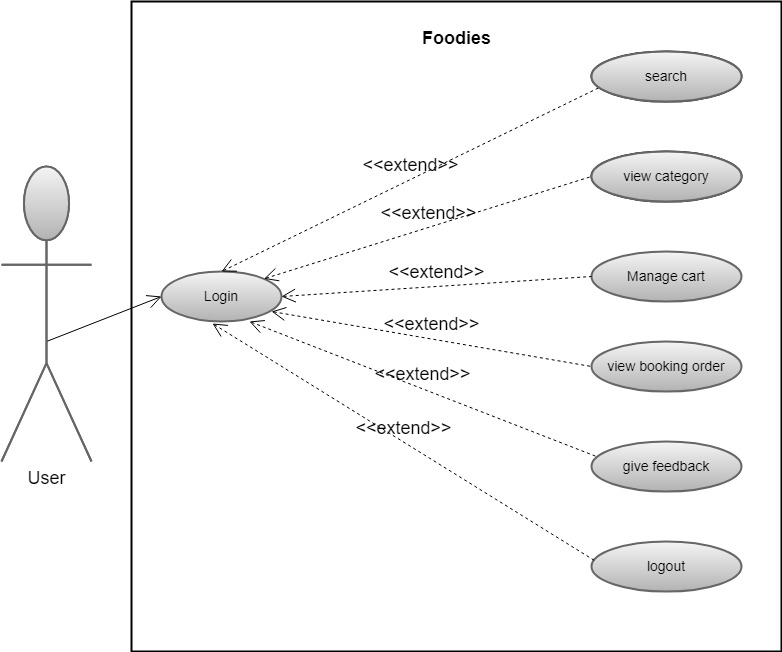 Foodies
search
<<extend>>
view category
<<extend>>
<<extend>>
Manage cart
Login
<<extend>>
view booking order
<<extend>>
<<extend>>
give feedback
User
logout